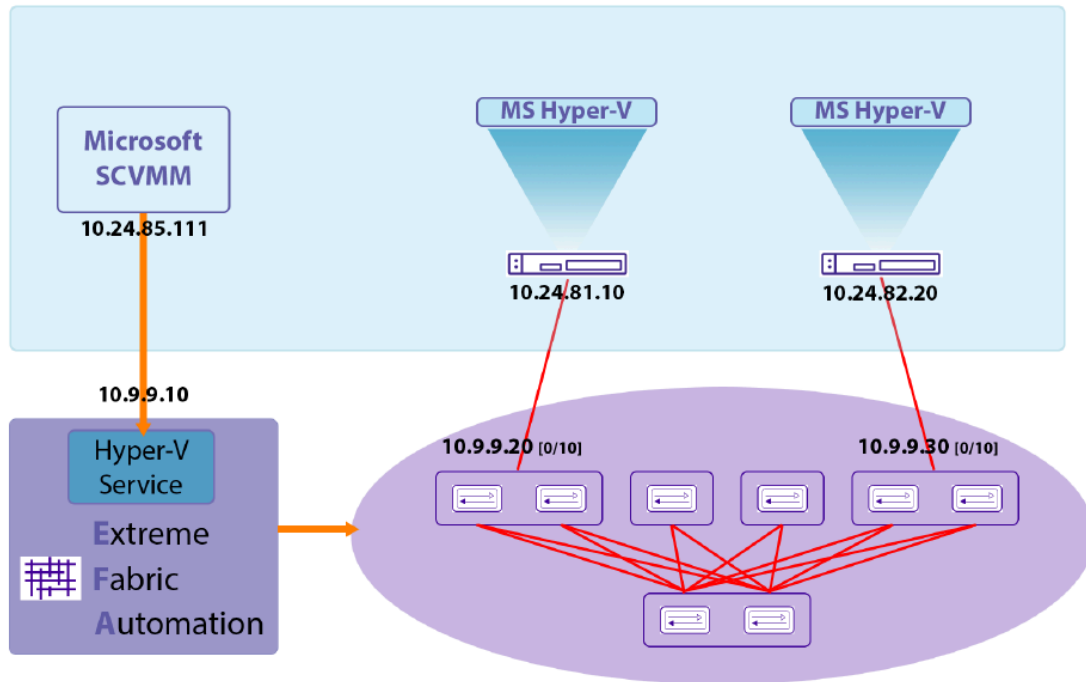 MS Hyper-V
MS Hyper-V
Microsoft
SCVMM
10.24.85.111
10.24.81.10
10.24.82.20
10.9.9.10
Hyper-V
Service
Extreme
Fabric
Automation
10.9.9.20 [0/10]
10.9.9.30 [0/10]